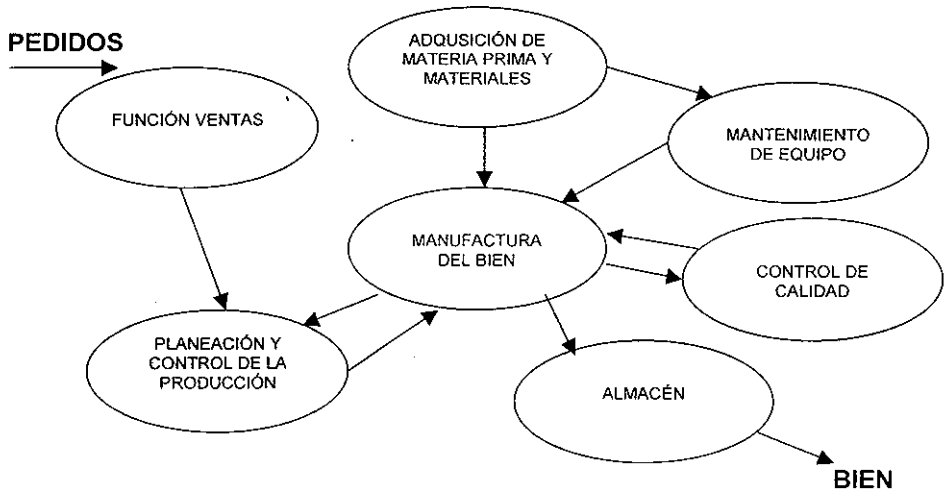 PEDIDOS
FUNCIÓN VENTAS
ADQUSICIÓN DE
MATERIA PRIMA Y
MATERIALES
MANTENIMIENTO
DE EQUIPO
MANUFACTURA
DEL BIEN
CONTROL DE
CALIDAD
PLANEACIÓN Y
CONTROL DE LA
PRODUCCIÓN
ALMACÉN
BIEN